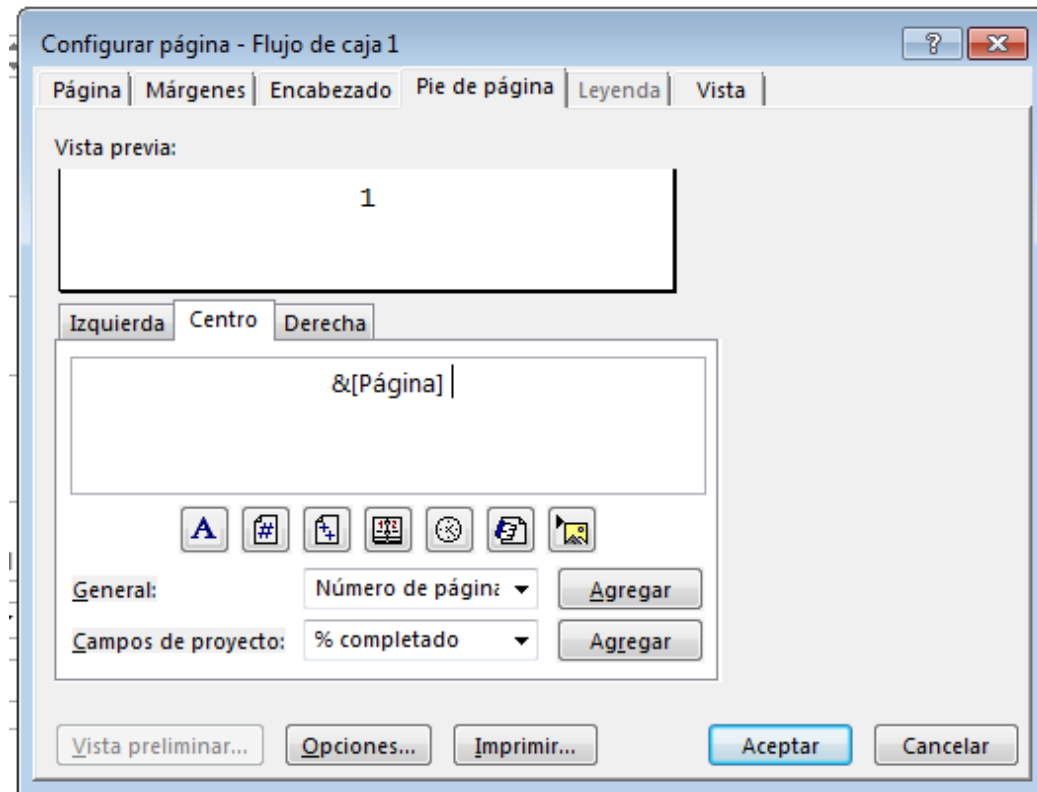 Configurar página - Flujo de caja 1
Página Márgenes Encabezado Pie de página Leyenda Vista
Vista previa:
1
Izquierda Centro Derecha
&[Página]
A
General: Número de página Agregar
Campos de proyecto: % completado Agregar
Vista preliminar... Opciones... Imprimir... Aceptar Cancelar